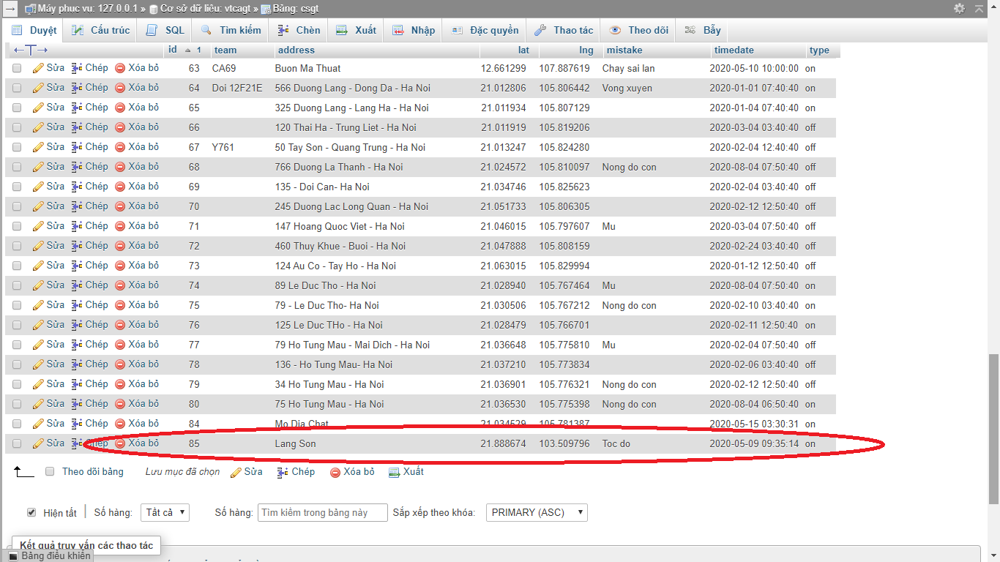 Máy phục vụ: 127.0.0.1 » Cơ sở dữ liệu: vtcagt » Bảng: csgt
Duyệt Cấu trúc SQL Tìm kiếm Chèn Xuất Nhập Đặc quyền Thao tác Theo dõi Bẫy
←T→ id 1 team address lat lng mistake timedate type
Sửa Chép Xóa bỏ 63 CA69 Buon Ma Thuat 12.661299 107.887619 Chay sai lan 2020-05-10 10:00:00 on
Sửa Chép Xóa bỏ 64 Doi 12F21E 566 Duong Lang - Dong Da - Ha Noi 21.012806 105.806442 Vong xuyen 2020-01-01 07:40:40 on
Sửa Chép Xóa bỏ 65 325 Duong Lang - Lang Ha - Ha Noi 21.011934 105.807129 2020-01-04 07:40:40 on
Sửa Chép Xóa bỏ 66 120 Thai Ha - Trung Liet - Ha Noi 21.011919 105.819206 2020-03-04 03:40:40 off
Sửa Chép Xóa bỏ 67 Y761 50 Tay Son - Quang Trung - Ha Noi 21.013247 105.824280 2020-02-04 12:40:40 off
Sửa Chép Xóa bỏ 68 766 Duong La Thanh - Ha Noi 21.024572 105.810097 Nong do con 2020-08-04 07:50:40 off
Sửa Chép Xóa bỏ 69 135 - Doi Can- Ha Noi 21.034746 105.825623 2020-02-04 03:40:40 off
Sửa Chép Xóa bỏ 70 245 Duong Lac Long Quan - Ha Noi 21.051733 105.806305 2020-02-12 12:50:40 off
Sửa Chép Xóa bỏ 71 147 Hoang Quoc Viet - Ha Noi 21.046015 105.797607 Mu 2020-03-04 07:50:40 off
Sửa Chép Xóa bỏ 72 460 Thuy Khue - Buoi - Ha Noi 21.047888 105.808159 2020-02-24 03:40:40 off
Sửa Chép Xóa bỏ 73 124 Au Co - Tay Ho - Ha Noi 21.063015 105.829994 2020-01-12 12:50:40 off
Sửa Chép Xóa bỏ 74 89 Le Duc Tho - Ha Noi 21.028940 105.767464 Mu 2020-08-04 07:50:40 on
Sửa Chép Xóa bỏ 75 79 - Le Duc Tho- Ha Noi 21.030506 105.767212 Nong do con 2020-02-10 03:40:40 on
Sửa Chép Xóa bỏ 76 125 Le Duc THo - Ha Noi 21.028479 105.766701 2020-02-11 12:50:40 on
Sửa Chép Xóa bỏ 77 79 Ho Tung Mau - Mai Dich - Ha Noi 21.036648 105.775810 Mu 2020-02-04 07:50:40 off
Sửa Chép Xóa bỏ 78 136 - Ho Tung Mau- Ha Noi 21.037210 105.773834 2020-02-06 03:40:40 off
Sửa Chép Xóa bỏ 79 34 Ho Tung Mau - Ha Noi 21.036901 105.776321 Nong do con 2020-02-12 12:50:40 off
Sửa Chép Xóa bỏ 80 75 Ho Tung Mau - Ha Noi 21.036530 105.775398 Nong do con 2020-08-04 06:50:40 off
Sửa Chép Xóa bỏ 84 Mo Dia Chat 21.034529 105.781387 2020-05-15 03:30:31 on
Sửa Chép Xóa bỏ 85 Lang Son 21.888674 103.509796 Toc do 2020-05-09 09:35:14 on
Theo dõi bảng Lưu mục đã chọn Sửa Chép Xóa bỏ Xuất
Hiện tất Số hàng: Tất cả Số hàng: Tìm kiếm trong bảng này Sắp xếp theo khóa: PRIMARY (ASC)
Kết quả truy vấn các thao tác
Bảng điều khiển